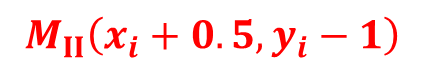 M_II(x_i + 0.5, y_i − 1)